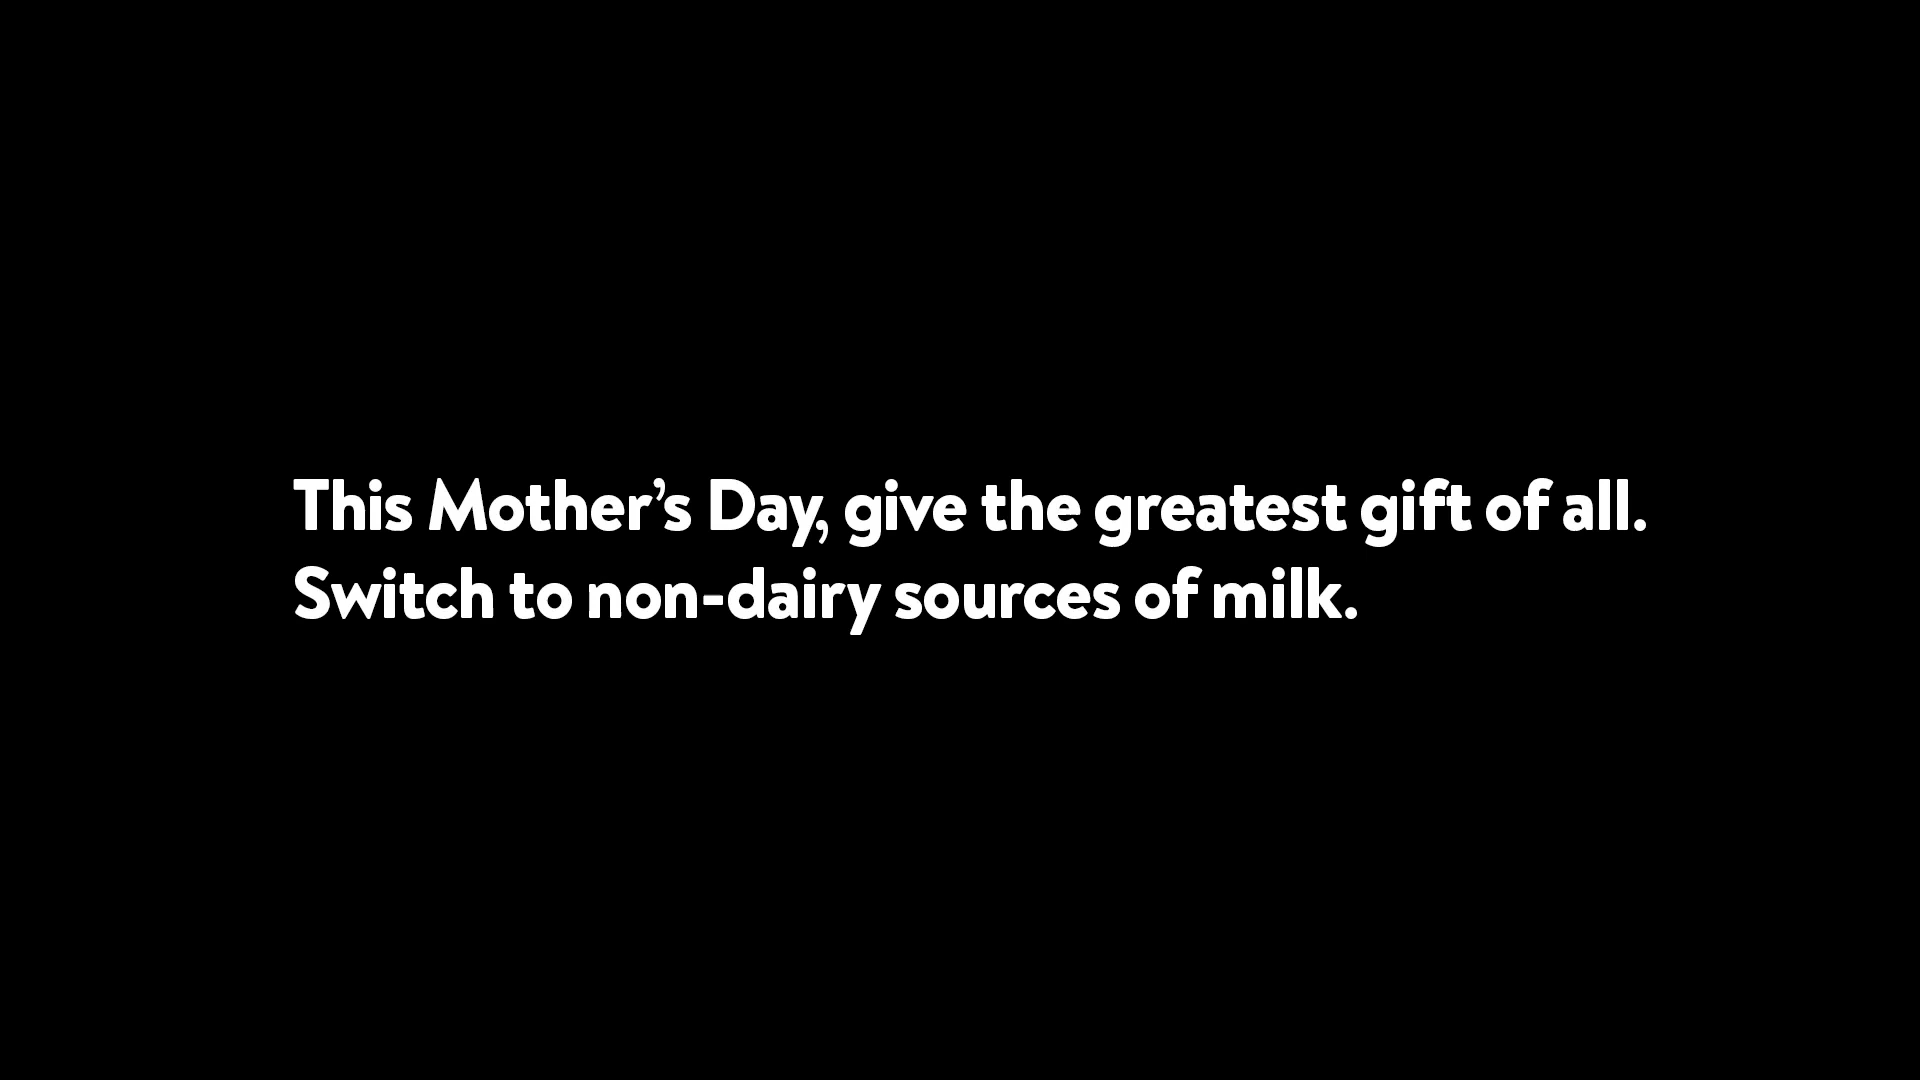 This Mother’s Day, give the greatest gift of all.
Switch to non-dairy sources of milk.